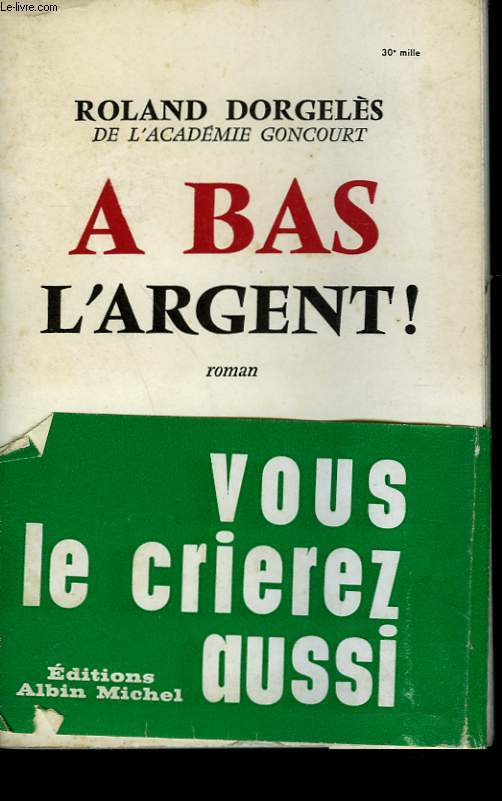 Le-livre.com
30e mille
ROLAND DORGELÈS
DE L'ACADÉMIE GONCOURT
A BAS
L'ARGENT!
roman
vous
le crierez
aussi
Éditions
Albin Michel